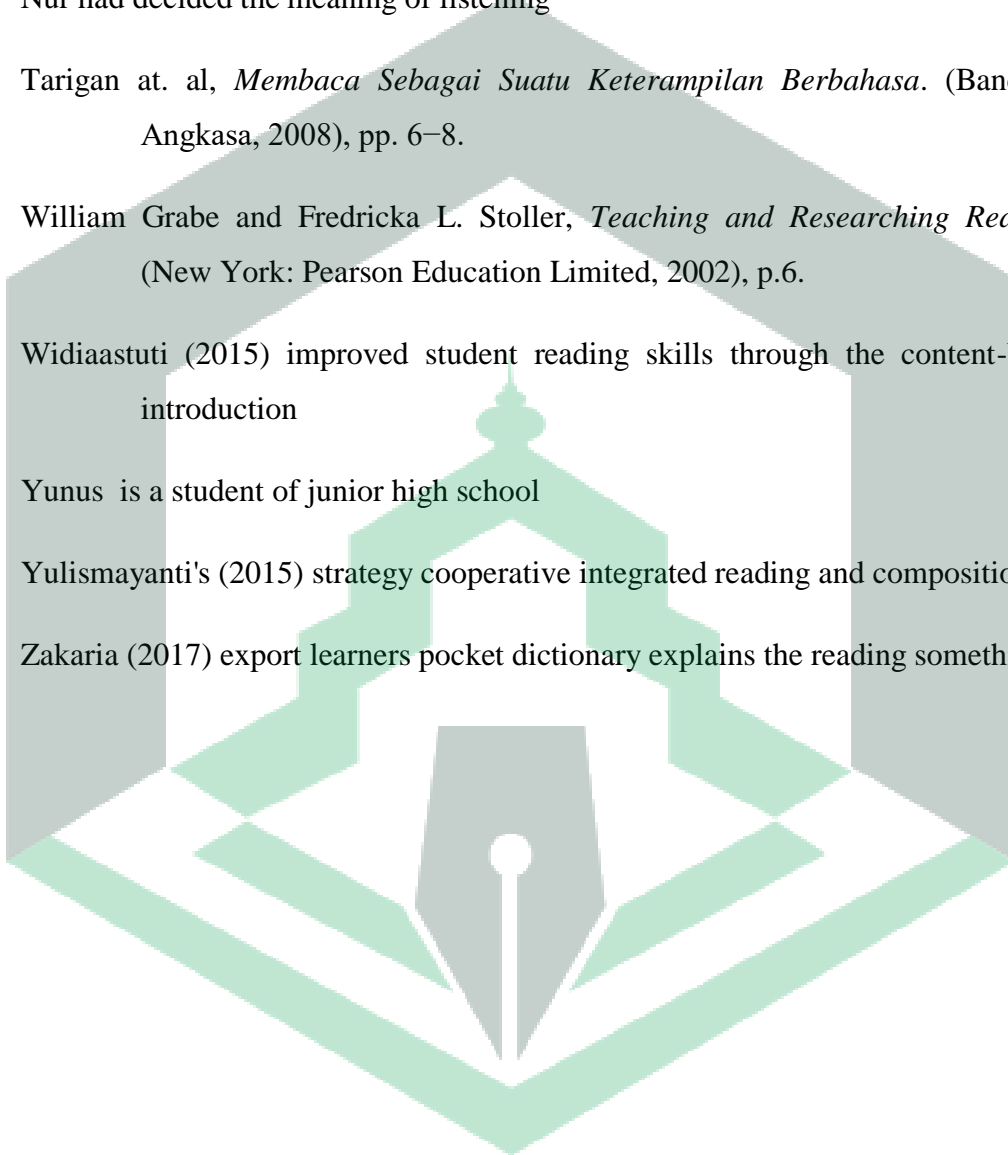 Nur had decided the meaning of listening
Tarigan at. al, Membaca Sebagai Suatu Keterampilan Berbahasa. (Ban
Angkasa, 2008), pp. 6−8.
William Grabe and Fredricka L. Stoller, Teaching and Researching Rea
(New York: Pearson Education Limited, 2002), p.6.
Widiaastuti (2015) improved student reading skills through the content-
introduction
Yunus is a student of junior high school
Yulismayanti's (2015) strategy cooperative integrated reading and compositio
Zakaria (2017) export learners pocket dictionary explains the reading someth